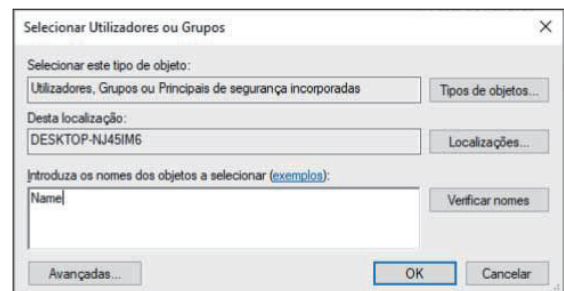 Selecionar Utilizadores ou Grupos
Selecionar este tipo de objeto:
Utilizadores, Grupos ou Principais de segurança incorporadas
Tipos de objetos...
Desta localização:
DESKTOP-NJ45IM6
Localizações...
Introduza os nomes dos objetos a selecionar (exemplos):
Name
Verificar nomes
Avançadas...
OK
Cancelar